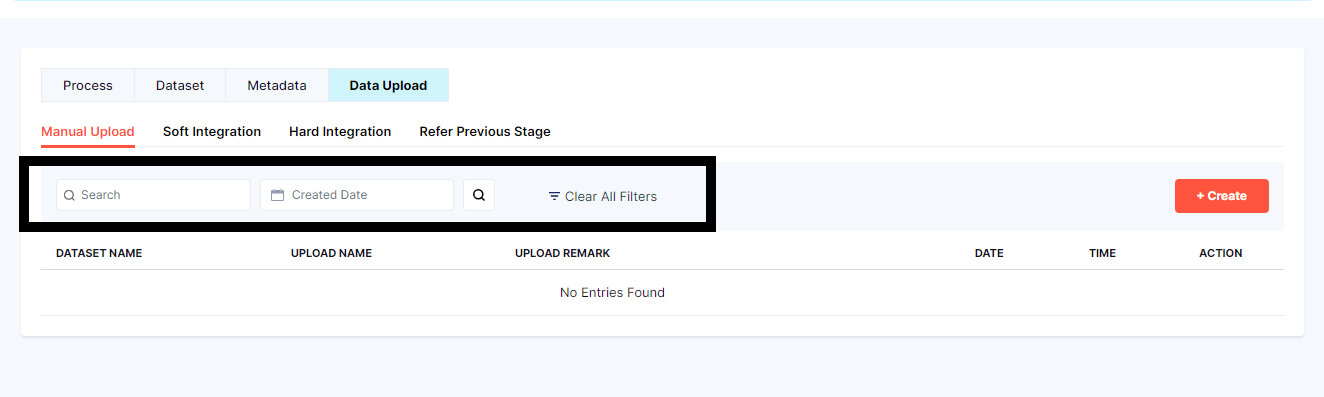 Process Dataset Metadata Data Upload
Manual Upload Soft Integration Hard Integration Refer Previous Stage
Search Created Date Clear All Filters + Create
DATASET NAME UPLOAD NAME UPLOAD REMARK DATE TIME ACTION
No Entries Found